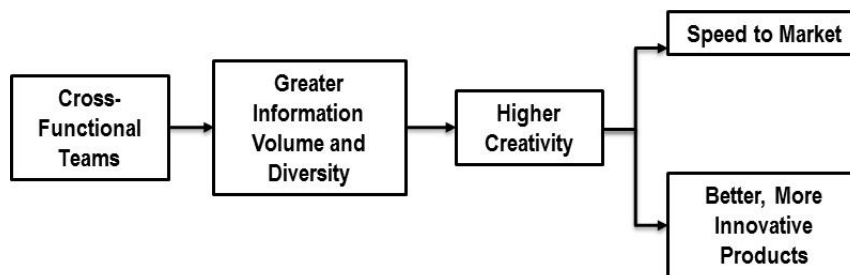 Cross-
Functional
Teams
Greater
Information
Volume and
Diversity
Higher
Creativity
Speed to
Market
Better, More
Innovative
Products